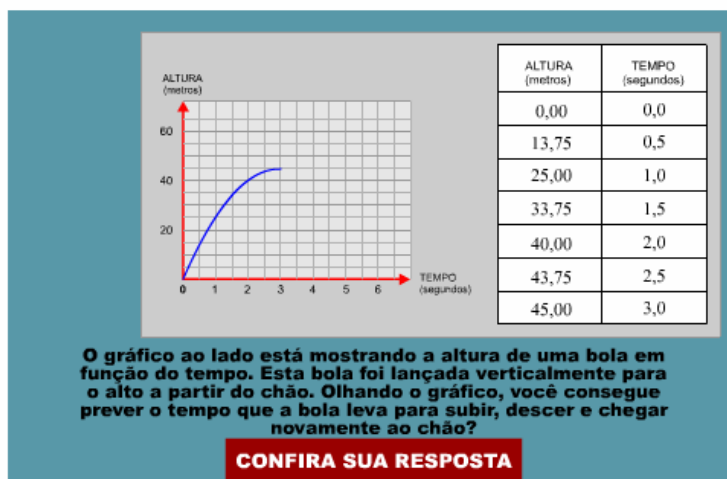 ALTURA
(metros)
60
40
20
0 1 2 3 4 5 6
TEMPO
(segundos)
ALTURA
(metros)
TEMPO
(segundos)
0,00 0,0
13,75 0,5
25,00 1,0
33,75 1,5
40,00 2,0
43,75 2,5
45,00 3,0
O gráfico ao lado está mostrando a altura de uma bola em
função do tempo. Esta bola foi lançada verticalmente para
o alto a partir do chão. Olhando o gráfico, você consegue
prever o tempo que a bola leva para subir, descer e chegar
novamente ao chão?
CONFIRA SUA RESPOSTA